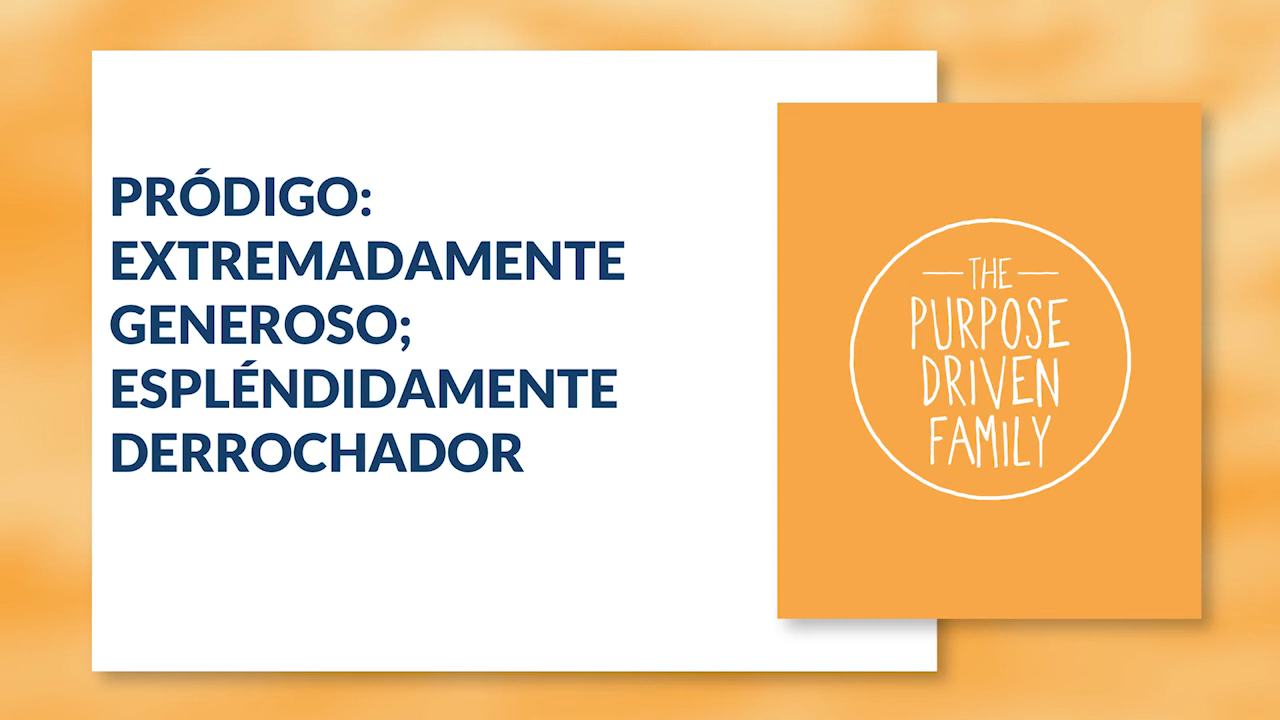 PRÓDIGO:
EXTREMADAMENTE
GENEROSO;
ESPLÉNDIDAMENTE
DERROCHADOR
THE
PURPOSE
DRIVEN
FAMILY